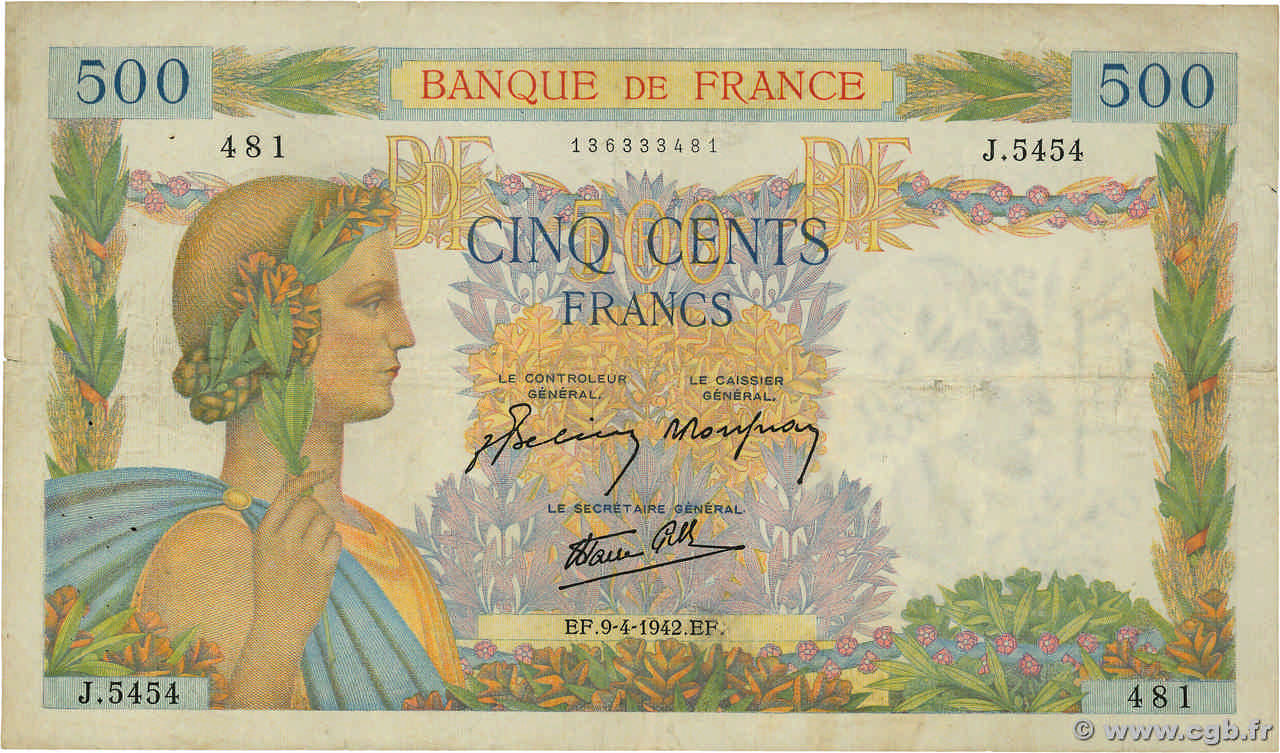 500 BANQUE DE FRANCE 500
481 136333481 J.5454
BDF BDF
500
CINQ CENTS
FRANCS
LE CONTROLEUR
GÉNÉRAL.
LE CAISSIER
GÉNÉRAL.
LE SECRÉTAIRE GÉNÉRAL.
EF.9-4-1942.EF.
J.5454 481
© www.cgb.fr